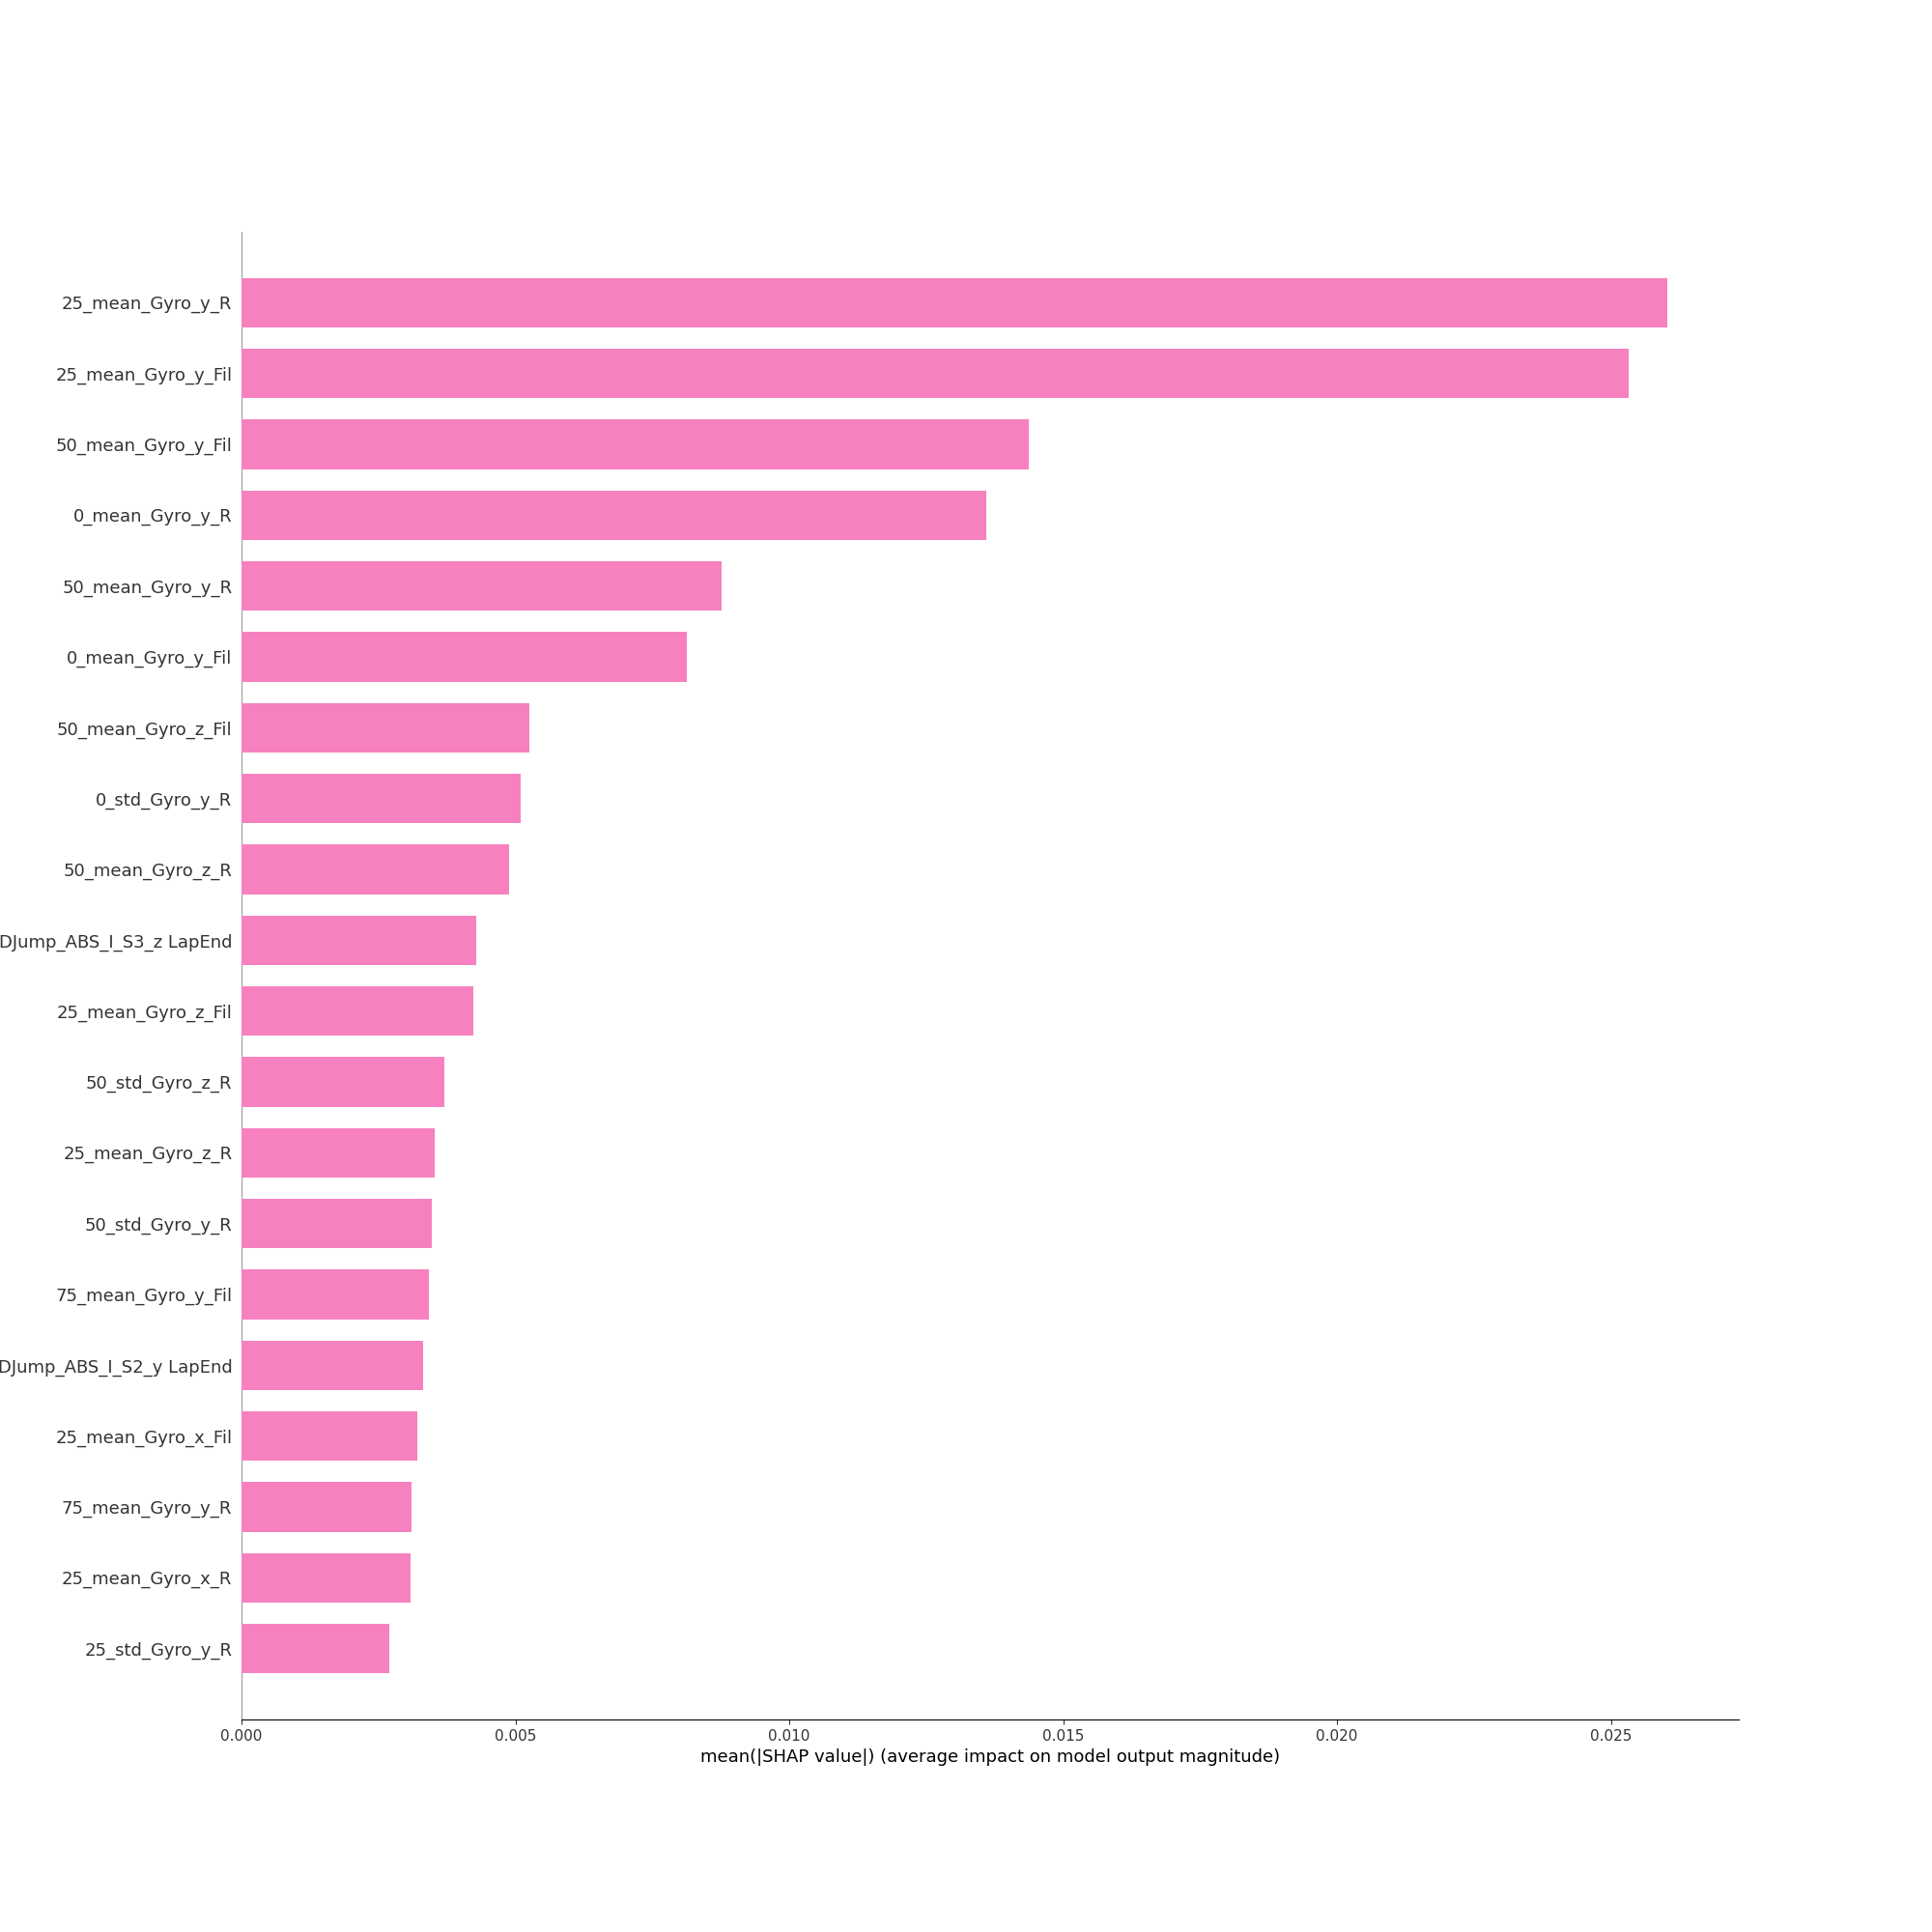 25_mean_Gyro_y_R
25_mean_Gyro_y_Fil
50_mean_Gyro_y_Fil
0_mean_Gyro_y_R
50_mean_Gyro_y_R
0_mean_Gyro_y_Fil
50_mean_Gyro_z_Fil
0_std_Gyro_y_R
50_mean_Gyro_z_R
DJump_ABS_I_S3_z LapEnd
25_mean_Gyro_z_Fil
50_std_Gyro_z_R
25_mean_Gyro_z_R
50_std_Gyro_y_R
75_mean_Gyro_y_Fil
DJump_ABS_I_S2_y LapEnd
25_mean_Gyro_x_Fil
75_mean_Gyro_y_R
25_mean_Gyro_x_R
25_std_Gyro_y_R
0.000 0.005 0.010 0.015 0.020 0.025
mean(|SHAP value|) (average impact on model output magnitude)